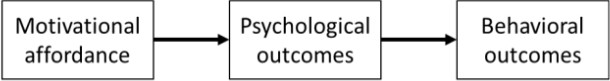 Motivational
affordance
Psychological
outcomes
Behavioral
outcomes